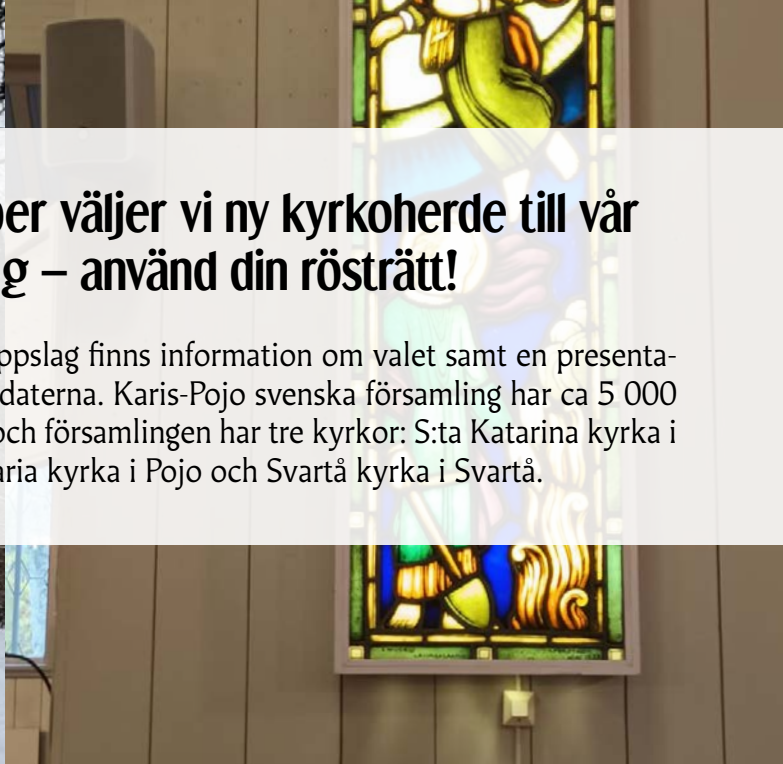 ber väljer vi ny kyrkoherde till vår
g – använd din rösträtt!
ppslag finns information om valet samt en presenta-
daterna. Karis-Pojo svenska församling har ca 5 000
och församlingen har tre kyrkor: S:ta Katarina kyrka i
aria kyrka i Pojo och Svartå kyrka i Svartå.